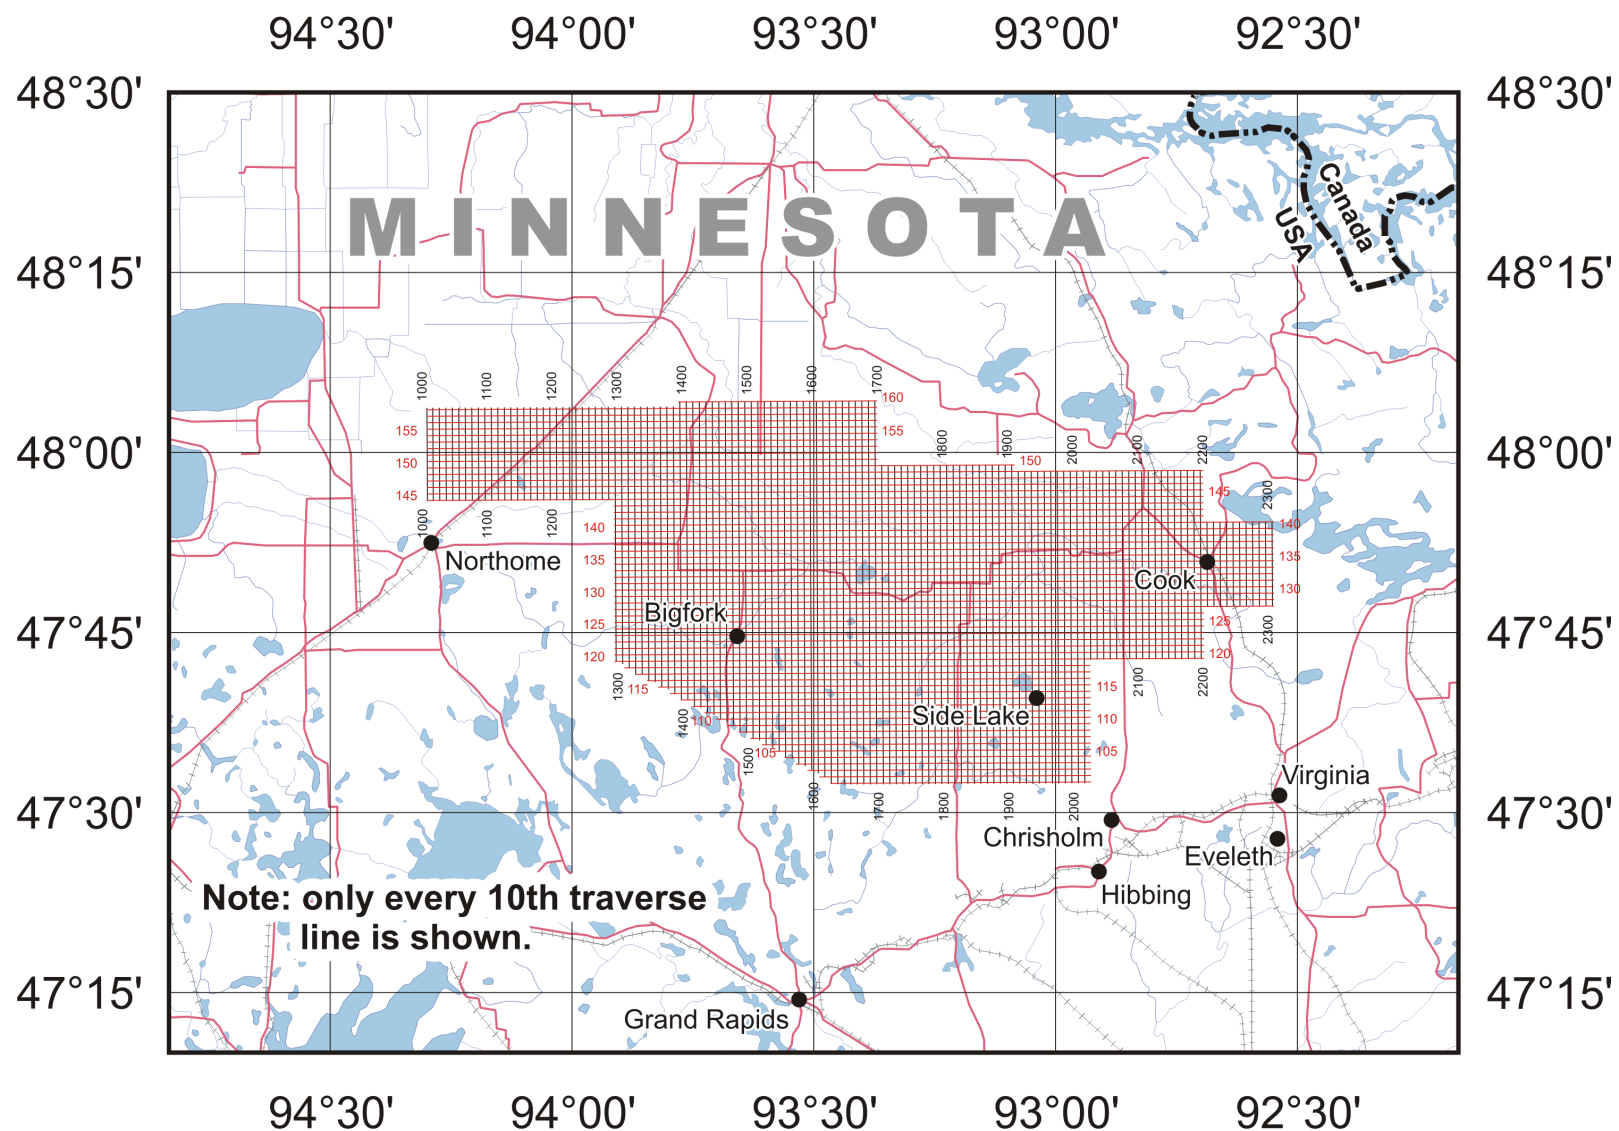 94°30' 94°00' 93°30' 93°00' 92°30'
48°30' 48°30'
Canada
USA
MINNESOTA
48°15' 48°15'
1000 1100 1200 1300 1400 1500 1600 1700
160
155 155
1800 1900 2000 2100 2200
48°00' 48°00'
150 150
145 145
2300
1000 1100 1200
140 140
Northome
135 135
Cook
130 130
Bigfork
125 125
47°45' 47°45'
2300
120 120
1300 115 115 2100 2200
Side Lake
1400 110 110
1500 105 105
Virginia
1600 1700 1800 1900 2000
47°30' 47°30'
Chrisholm
Eveleth
Hibbing
Note: only every 10th traverse
line is shown.
47°15' 47°15'
Grand Rapids
94°30' 94°00' 93°30' 93°00' 92°30'